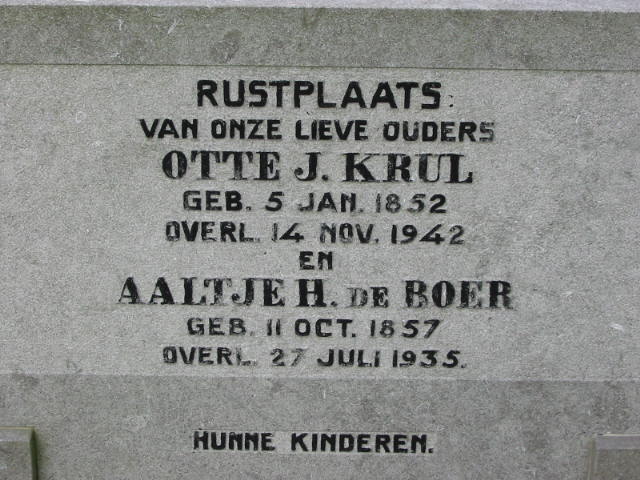 RUSTPLAATS:
VAN ONZE LIEVE OUDERS
OTTE J. KRUL
GEB. 5 JAN. 1852
OVERL. 14 NOV. 1942
EN
AALTJE H. DE BOER
GEB. 11 OCT. 1857
OVERL. 27 JULI 1935.
HUNNE KINDEREN.